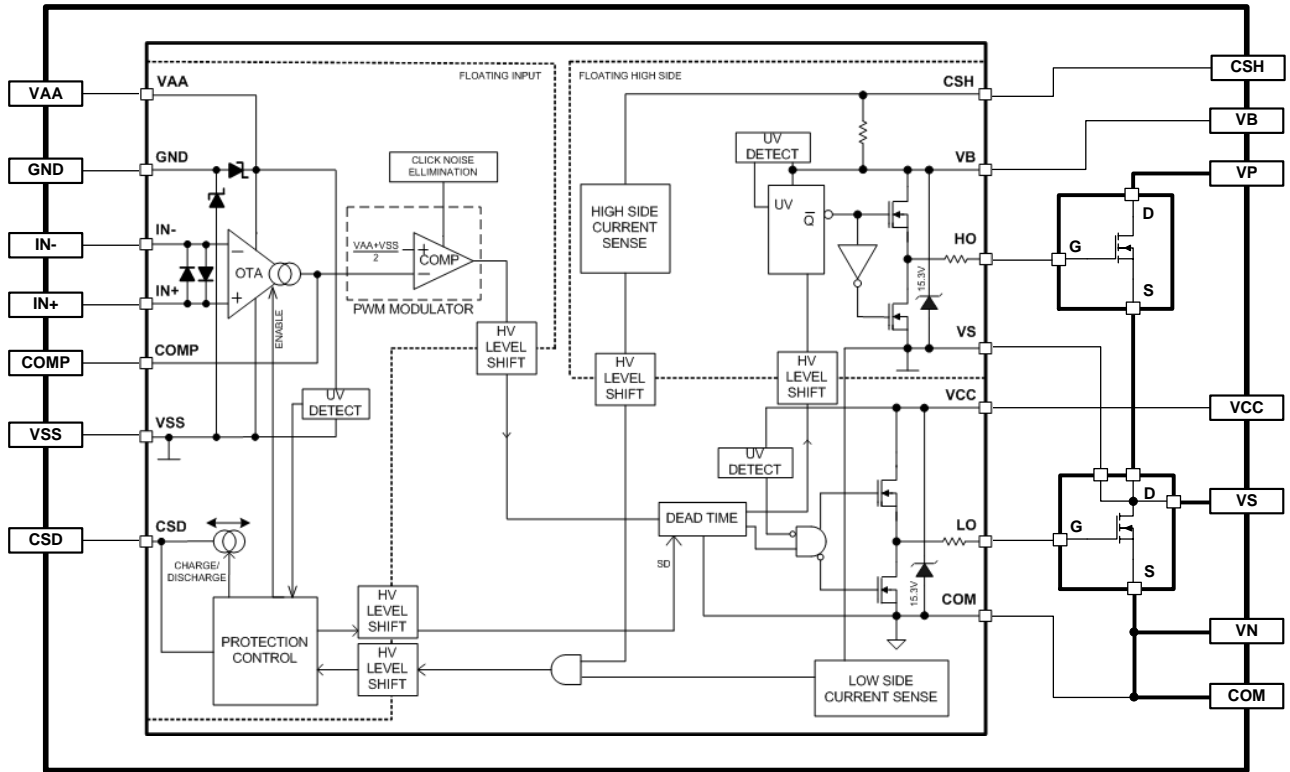 VAA
GND
IN-
IN+
COMP
VSS
CSD
FLOATING INPUT
VAA
GND
IN-
IN+
COMP
VSS
CSD
OTA
ENABLE
CLICK NOISE
ELLIMINATION
VAA+VSS
2
+
COMP
−
PWM MODULATOR
−
+
UV
DETECT
HV
LEVEL
SHIFT
CHARGE/
DISCHARGE
PROTECTION
CONTROL
HV
LEVEL
SHIFT
HV
LEVEL
SHIFT
FLOATING HIGH SIDE
CSH
UV
DETECT
VB
HIGH SIDE
CURRENT
SENSE
UV
Q
HO
15.3V
VS
HV
LEVEL
SHIFT
HV
LEVEL
SHIFT
VCC
UV
DETECT
DEAD TIME
SD
LO
15.3V
COM
LOW SIDE
CURRENT SENSE
D
G
S
D
G
S
CSH
VB
VP
VCC
VS
VN
COM